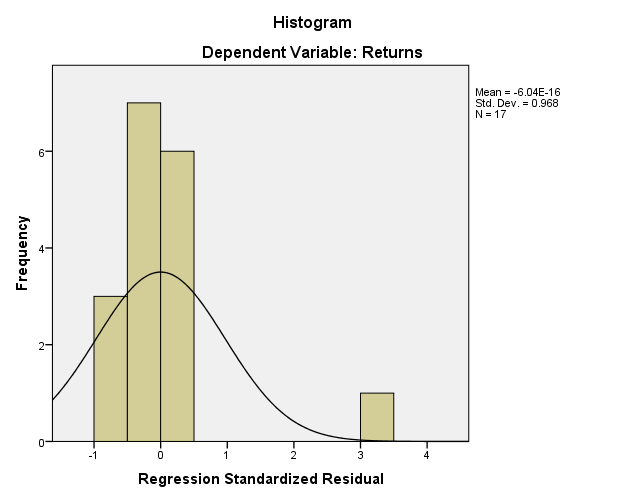 Histogram
Dependent Variable: Returns
Mean = -6.04E-16
Std. Dev. = 0.968
N = 17
Frequency
6
4
2
0
-1 0 1 2 3 4
Regression Standardized Residual